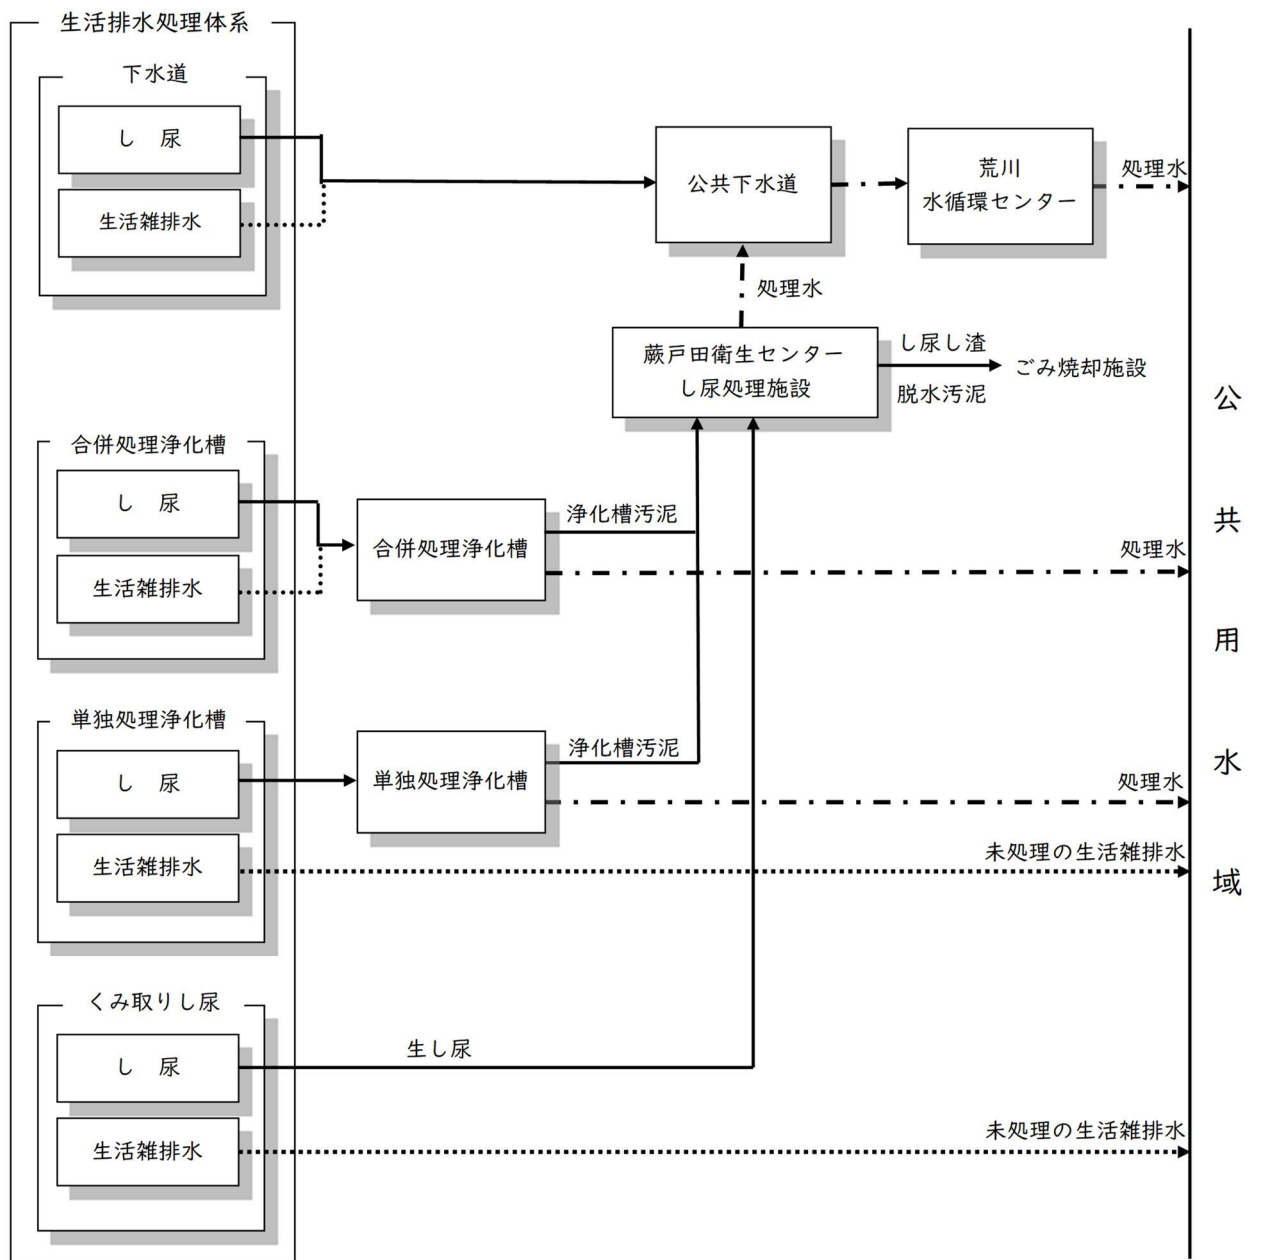 生活排水処理体系
下水道
し　尿
生活雑排水
公共下水道
荒川
水循環センター
処理水
処理水
蕨戸田衛生センター
し尿処理施設
し尿し渣
脱水汚泥
ごみ焼却施設
合併処理浄化槽
し　尿
生活雑排水
合併処理浄化槽
浄化槽汚泥
処理水
単独処理浄化槽
し　尿
生活雑排水
単独処理浄化槽
浄化槽汚泥
処理水
未処理の生活雑排水
くみ取りし尿
し　尿
生活雑排水
生し尿
未処理の生活雑排水
公共用水域